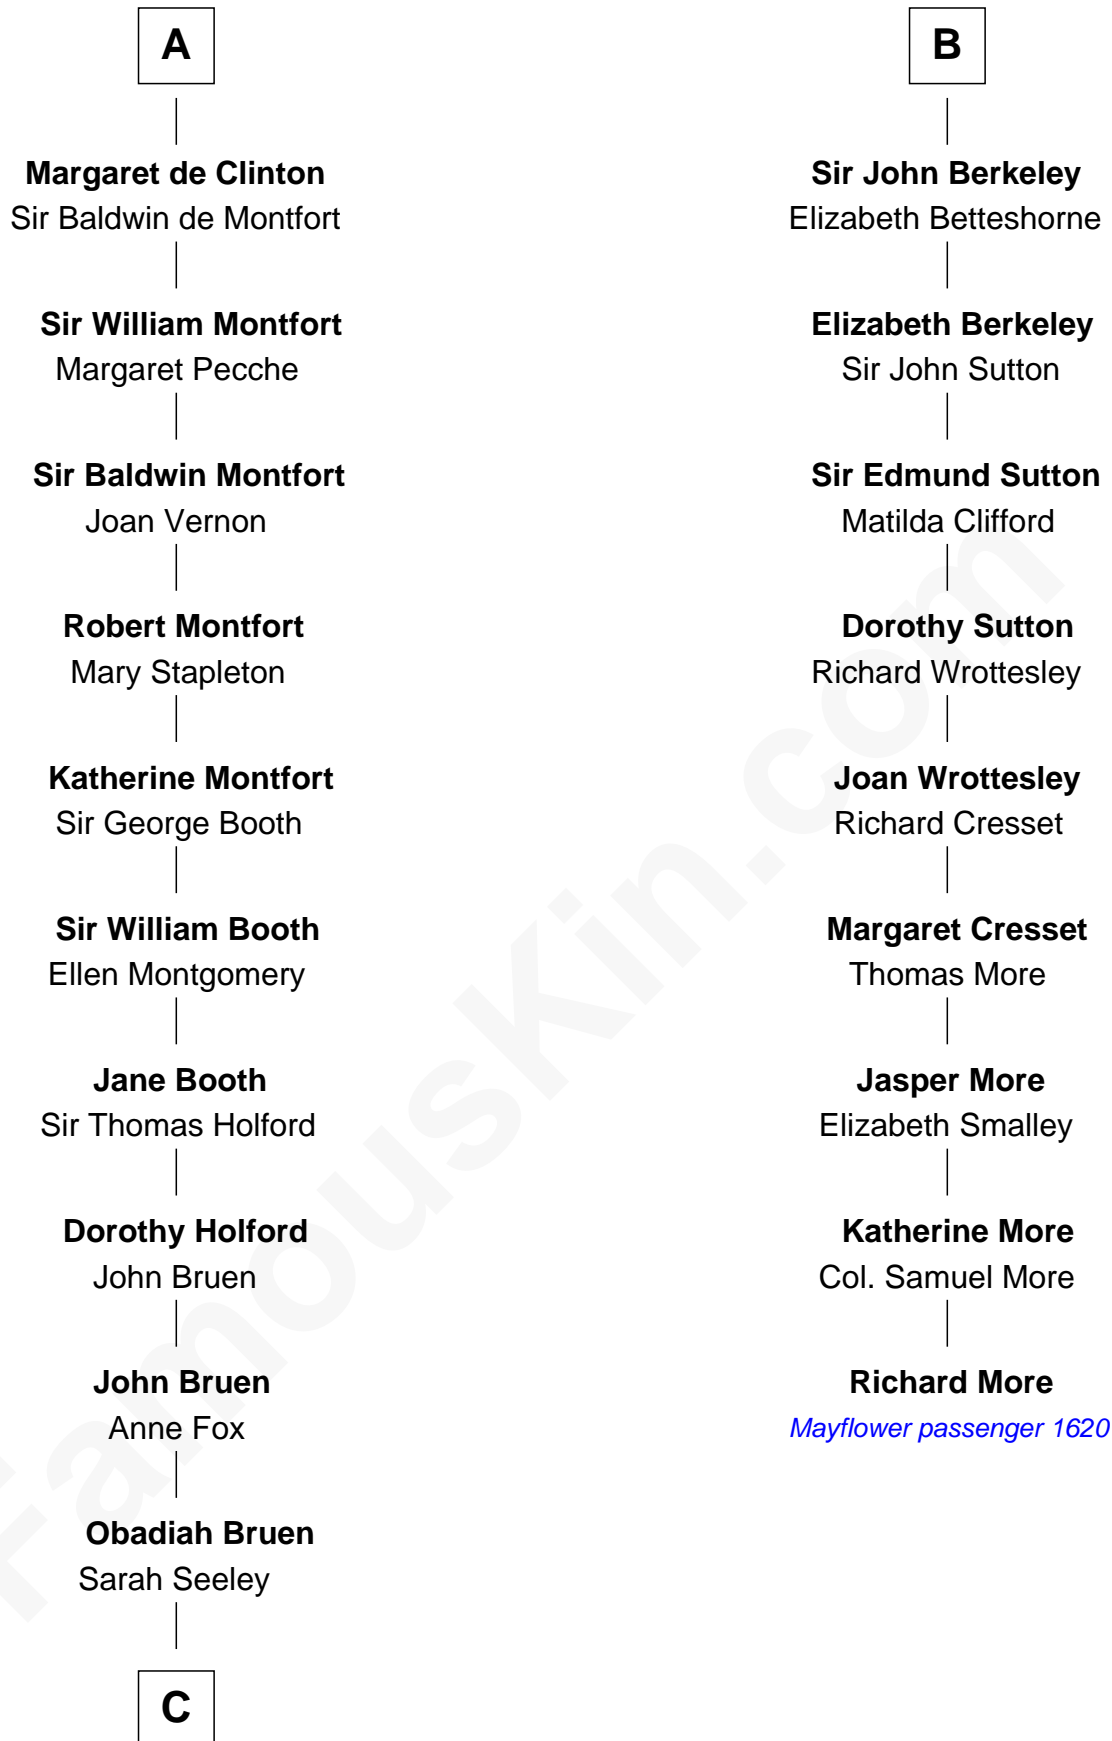 A
Margaret de Clinton
Sir Baldwin de Montfort
Sir William Montfort
Margaret Pecche
Sir Baldwin Montfort
Joan Vernon
Robert Montfort
Mary Stapleton
Katherine Montfort
Sir George Booth
Sir William Booth
Ellen Montgomery
Jane Booth
Sir Thomas Holford
Dorothy Holford
John Bruen
John Bruen
Anne Fox
Obadiah Bruen
Sarah Seeley
C
B
Sir John Berkeley
Elizabeth Betteshorne
Elizabeth Berkeley
Sir John Sutton
Sir Edmund Sutton
Matilda Clifford
Dorothy Sutton
Richard Wrottesley
Joan Wrottesley
Richard Cresset
Margaret Cresset
Thomas More
Jasper More
Elizabeth Smalley
Katherine More
Col. Samuel More
Richard More
Mayflower passenger 1620
FamousKin.com